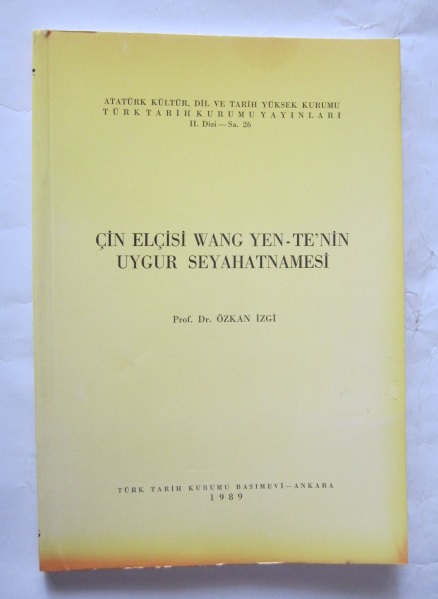 ATATÜRK KÜLTÜR, DİL VE TARİH YÜKSEK KURUMU
TÜRK TARİH KURUMU YAYINLARI
II. Dizi — Sa. 26
ÇİN ELÇİSİ WANG YEN-TE'NİN
UYGUR SEYAHATNAMESİ
Prof. Dr. ÖZKAN İZGİ
TÜRK TARİH KURUMU BASIMEVİ — ANKARA
1989